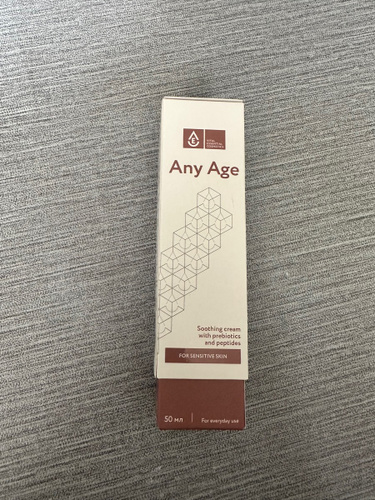 Any Age
Soothing cream
with prebiotics
and peptides
FOR SENSITIVE SKIN
50 мл
For everyday use